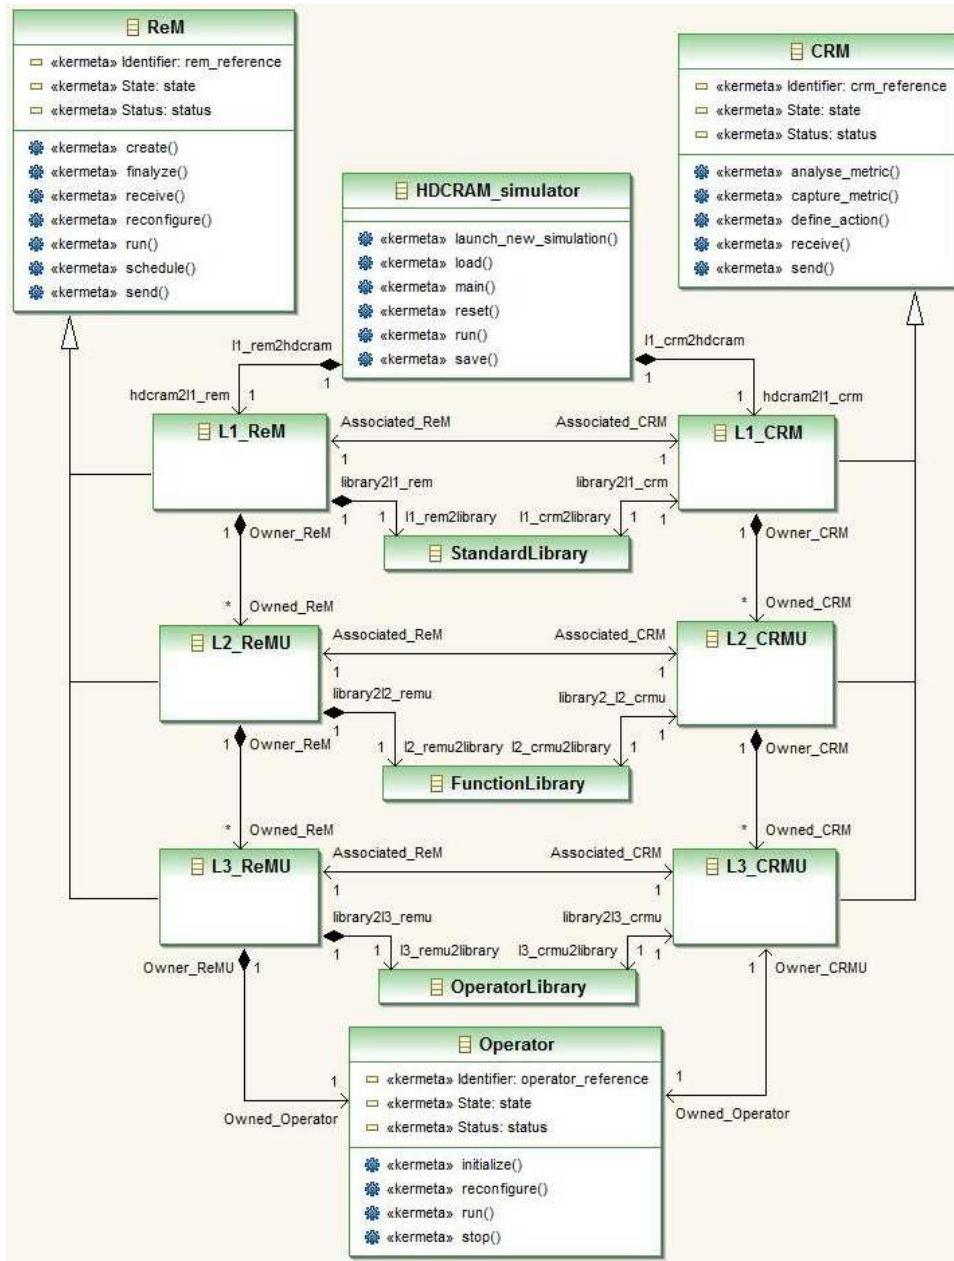 ReM
«kermeta» Identifier: rem_reference
«kermeta» State: state
«kermeta» Status: status
«kermeta» create()
«kermeta» finalyze()
«kermeta» receive()
«kermeta» reconfigure()
«kermeta» run()
«kermeta» schedule()
«kermeta» send()
CRM
«kermeta» Identifier: crm_reference
«kermeta» State: state
«kermeta» Status: status
«kermeta» analyse_metric()
«kermeta» capture_metric()
«kermeta» define_action()
«kermeta» receive()
«kermeta» send()
HDCRAM_simulator
«kermeta» launch_new_simulation()
«kermeta» load()
«kermeta» main()
«kermeta» reset()
«kermeta» run()
«kermeta» save()
l1_rem2hdcram
1
1
hdcram2l1_rem
l1_crm2hdcram
1
1
hdcram2l1_crm
L1_ReM
Associated_ReM
1
Associated_CRM
1
L1_CRM
library2l1_rem
1
1
l1_rem2library
library2l1_crm
1
1
l1_crm2library
StandardLibrary
1
Owner_ReM
*
Owned_ReM
1
Owner_CRM
*
Owned_CRM
L2_ReMU
Associated_ReM
1
Associated_CRM
1
L2_CRMU
library2l2_remu
1
1
l2_remu2library
library2_l2_crmu
1
1
l2_crmu2library
FunctionLibrary
1
Owner_ReM
*
Owned_ReM
1
Owner_CRM
*
Owned_CRM
L3_ReMU
Associated_ReM
1
Associated_CRM
1
L3_CRMU
library2l3_remu
1
1
l3_remu2library
library2l3_crmu
1
1
l3_crmu2library
OperatorLibrary
Owner_ReMU
1
1
Owned_Operator
1
Owner_CRMU
1
Owned_Operator
Operator
«kermeta» Identifier: operator_reference
«kermeta» State: state
«kermeta» Status: status
«kermeta» initialize()
«kermeta» reconfigure()
«kermeta» run()
«kermeta» stop()